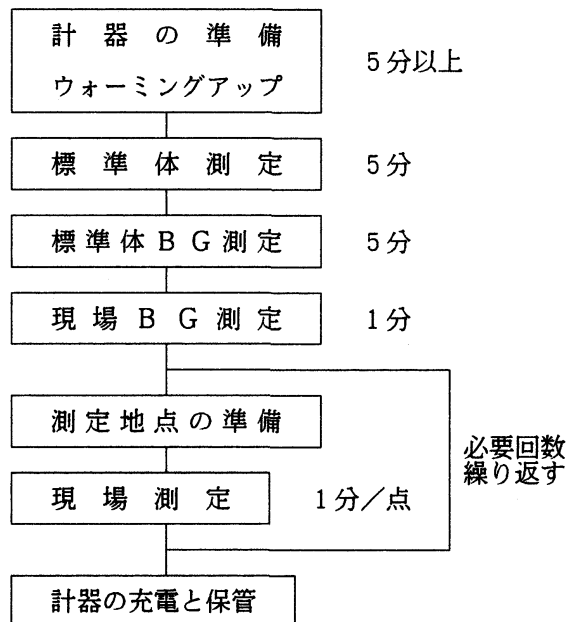 計器の準備
ウォーミングアップ
5分以上
標準体測定
5分
標準体BG測定
5分
現場BG測定
1分
測定地点の準備
現場測定
1分／点
必要回数
繰り返す
計器の充電と保管